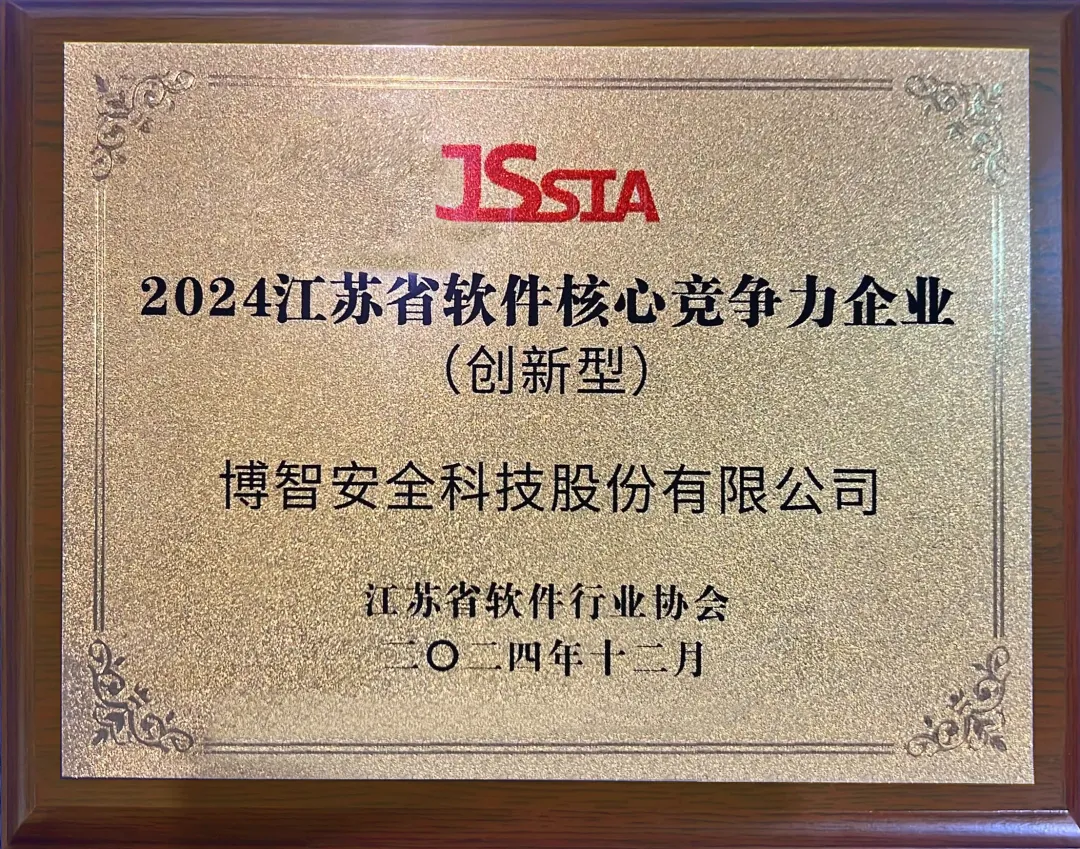 JSSIA
2024江苏省软件核心竞争力企业
（创新型）
博智安全科技股份有限公司
江苏省软件行业协会
二〇二四年十二月